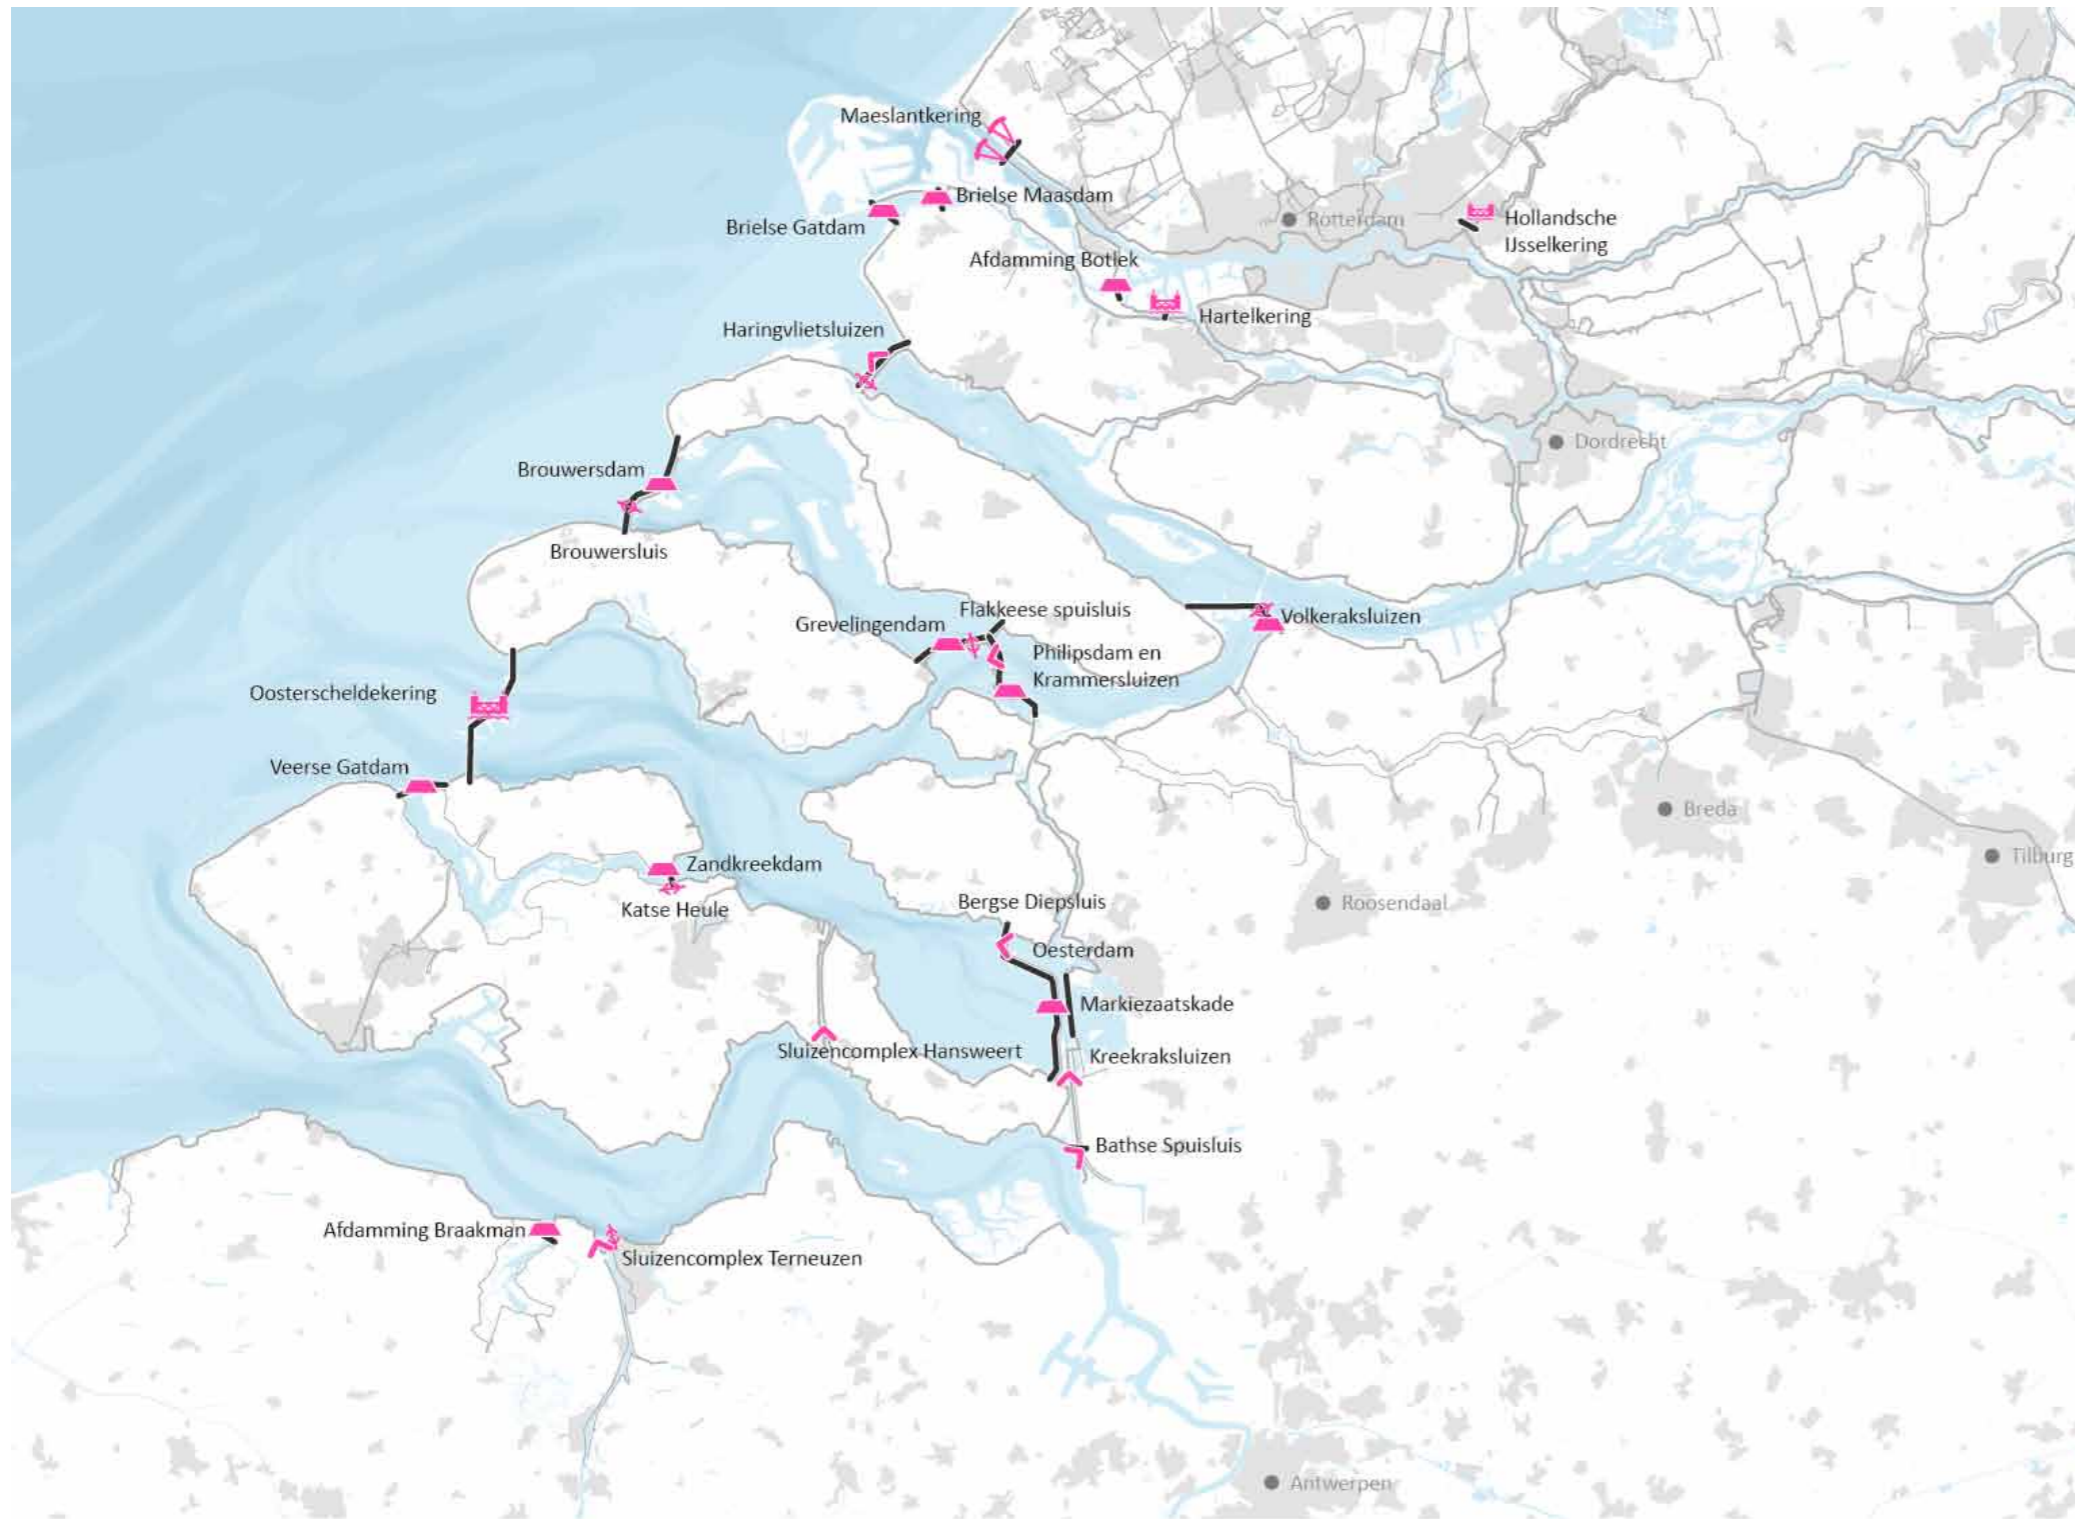 Maeslantkering
Brielse Maasdam
Brielse Gatdam
Rotterdam
Hollandsche
IJsselkering
Afdamming Botlek
Hartelkering
Haringvlietsluizen
Dordrecht
Brouwersdam
Brouwersluis
Flakkeese spuisluis
Grevelingendam
Volkeraksluizen
Philipsdam en
Krammersluizen
Oosterscheldekering
Veerse Gatdam
Breda
Tilburg
Zandkreekdam
Katse Heule
Bergse Diepsluis
Roosendaal
Oesterdam
Markiezaatskade
Sluizencomplex Hansweert
Kreekraksluizen
Bathse Spuisluis
Afdamming Braakman
Sluizencomplex Terneuzen
Antwerpen